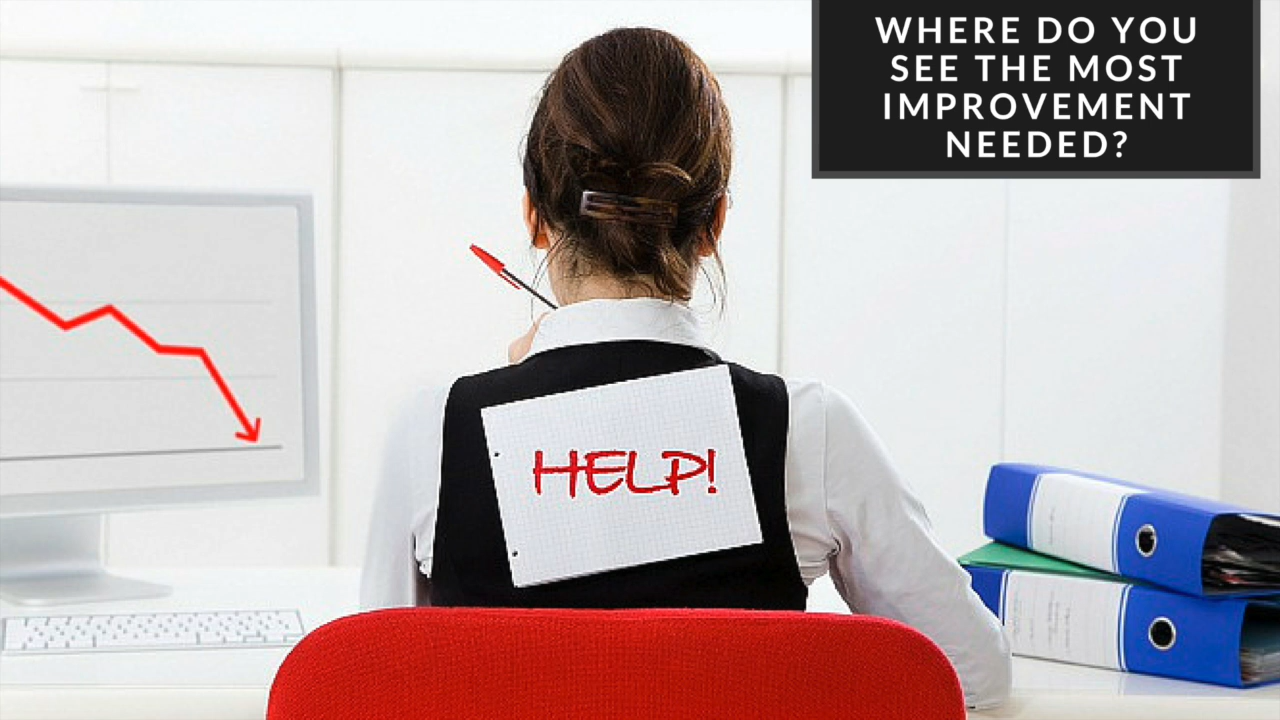 WHERE DO YOU
SEE THE MOST
IMPROVEMENT
NEEDED?
HELP!